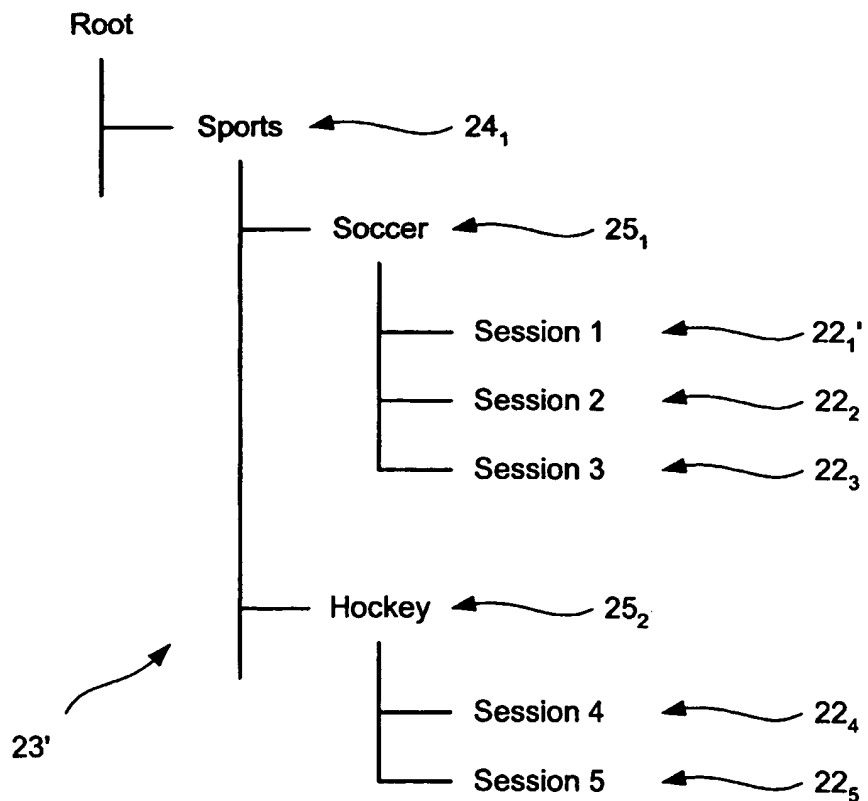 Root
Sports 24₁
Soccer 25₁
Session 1 22₁'
Session 2 22₂
Session 3 22₃
Hockey 25₂
23'
Session 4 22₄
Session 5 22₅